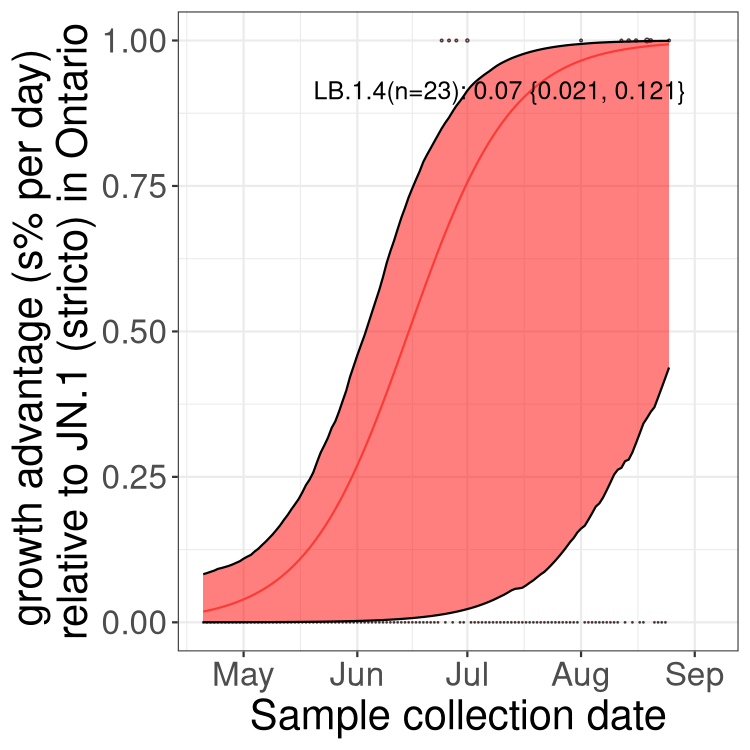 growth advantage (s% per day)
relative to JN.1 (stricto) in Ontario
1.00
0.75
0.50
0.25
0.00
LB.1.4(n=23): 0.07 {0.021, 0.121}
May Jun Jul Aug Sep
Sample collection date